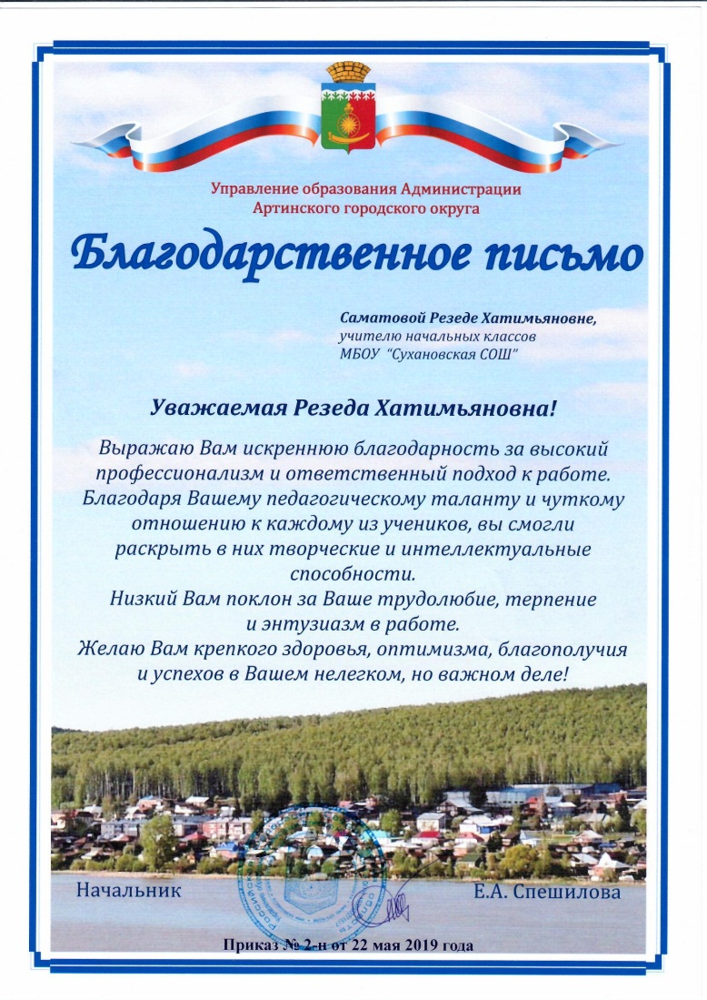 Управление образования Администрации
Артинского городского округа
Благодарственное письмо
Саматовой Резеде Хатимьяновне,
учителю начальных классов
МБОУ “Сухановская СОШ”
Уважаемая Резеда Хатимьяновна!
Выражаю Вам искреннюю благодарность за высокий
профессионализм и ответственный подход к работе.
Благодаря Вашему педагогическому таланту и чуткому
отношению к каждому из учеников, вы смогли
раскрыть в них творческие и интеллектуальные
способности.
Низкий Вам поклон за Ваше трудолюбие, терпение
и энтузиазм в работе.
Желаю Вам крепкого здоровья, оптимизма, благополучия
и успехов в Вашем нелегком, но важном деле!
Начальник
Е.А. Спешилова
Приказ № 2-н от 22 мая 2019 года